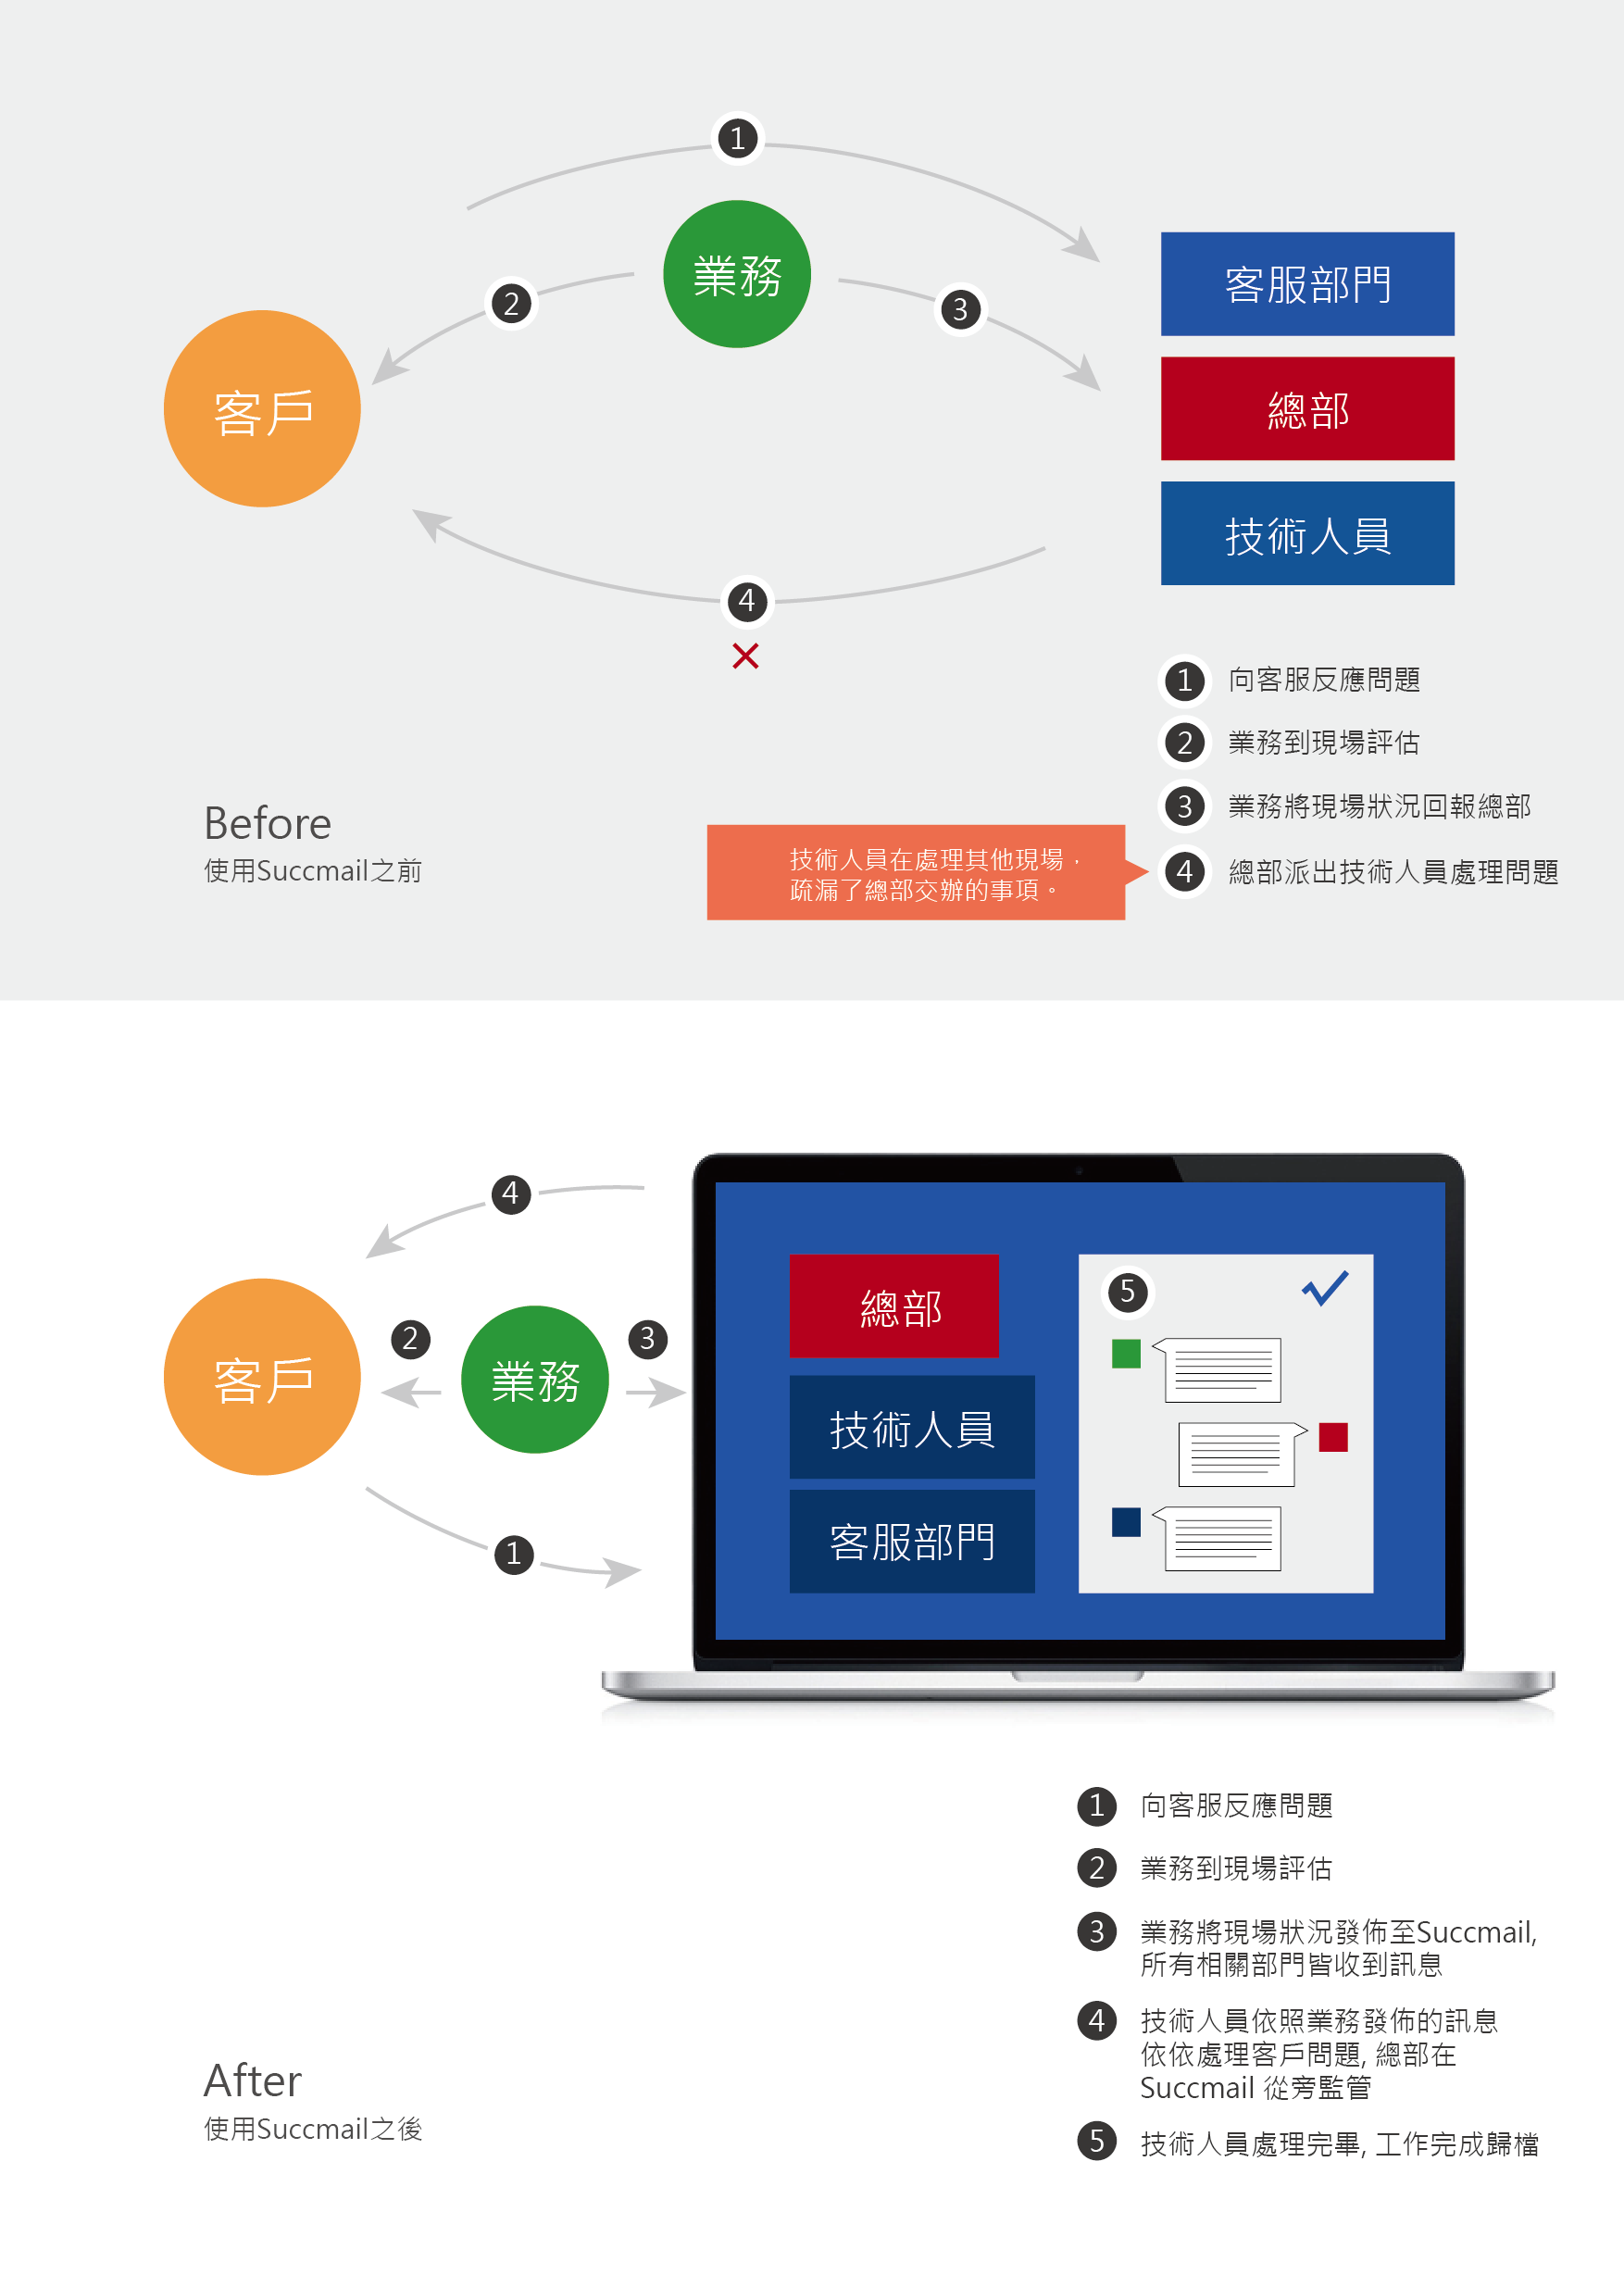 1
業務
客服部門
2
3
客戶
總部
技術人員
4
1 向客服反應問題
2 業務到現場評估
3 業務將現場狀況回報總部
4 總部派出技術人員處理問題
技術人員在處理其他現場，
疏漏了總部交辦的事項。
Before
使用Succmail之前
4
總部
5
2
3
客戶
業務
技術人員
客服部門
1
1 向客服反應問題
2 業務到現場評估
3 業務將現場狀況發佈至Succmail,
所有相關部門皆收到訊息
4 技術人員依照業務發佈的訊息
依依處理客戶問題, 總部在
Succmail 從旁監管
5 技術人員處理完畢, 工作完成歸檔
After
使用Succmail之後